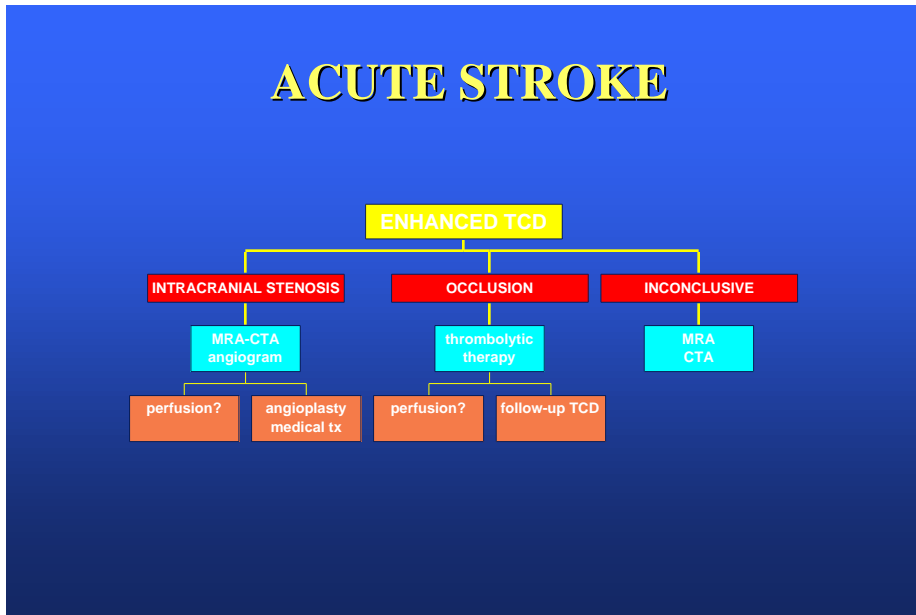 ACUTE STROKE
ENHANCED TCD
INTRACRANIAL STENOSIS
OCCLUSION
INCONCLUSIVE
MRA-CTA
angiogram
thrombolytic
therapy
MRA
CTA
perfusion?
angioplasty
medical tx
perfusion?
follow-up TCD